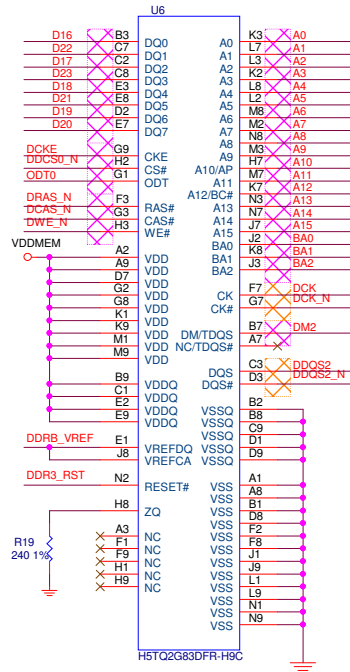 U6
D16 B3 DQ0 A0 K3 A0
D22 C7 DQ1 A1 L7 A1
D17 C2 DQ2 A2 L3 A2
D23 C8 DQ3 A3 K2 A3
D18 E3 DQ4 A4 L8 A4
D21 E8 DQ5 A5 L2 A5
D19 D2 DQ6 A6 M8 A6
D20 E7 DQ7 A7 M2 A7
A8 N8 A8
DCKE G9 CKE A9 M3 A9
DDCS0_N H2 CS# A10/AP H7 A10
ODT0 G1 ODT A11 M7 A11
A12/BC# K7 A12
DRAS_N F3 RAS# A13 N3 A13
DCAS_N G3 CAS# A14 N7 A14
DWE_N H3 WE# A15 J7 A15
BA0 J2 BA0
VDDMEM
A2 VDD BA1 K8 BA1
A9 VDD BA2 J3 BA2
D7 VDD
G2 VDD CK F7 DCK
G8 VDD CK# G7 DCK_N
K1 VDD
K9 VDD DM/TDQS B7 DM2
M1 VDD NC/TDQS# A7
M9 VDD
DQS C3 DDQS2
B9 VDDQ DQS# D3 DDQS2_N
C1 VDDQ
E2 VDDQ VSSQ B2
E9 VDDQ VSSQ B8
VSSQ C9
DDRB_VREF E1 VREFDQ VSSQ D1
J8 VREFCA VSSQ D9
DDR3_RST N2 RESET# VSS A1
VSS A8
H8 ZQ VSS B1
VSS D8
A3 NC VSS F2
R19 F1 NC VSS F8
240 1% F9 NC VSS J1
H1 NC VSS J9
H9 NC VSS L1
VSS L9
VSS N1
VSS N9
H5TQ2G83DFR-H9C